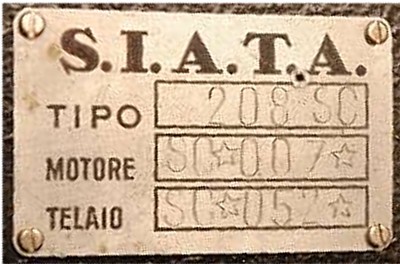 S.I.A.T.A.
TIPO 208 SC
MOTORE SC☆007☆
TELAIO SC☆052☆